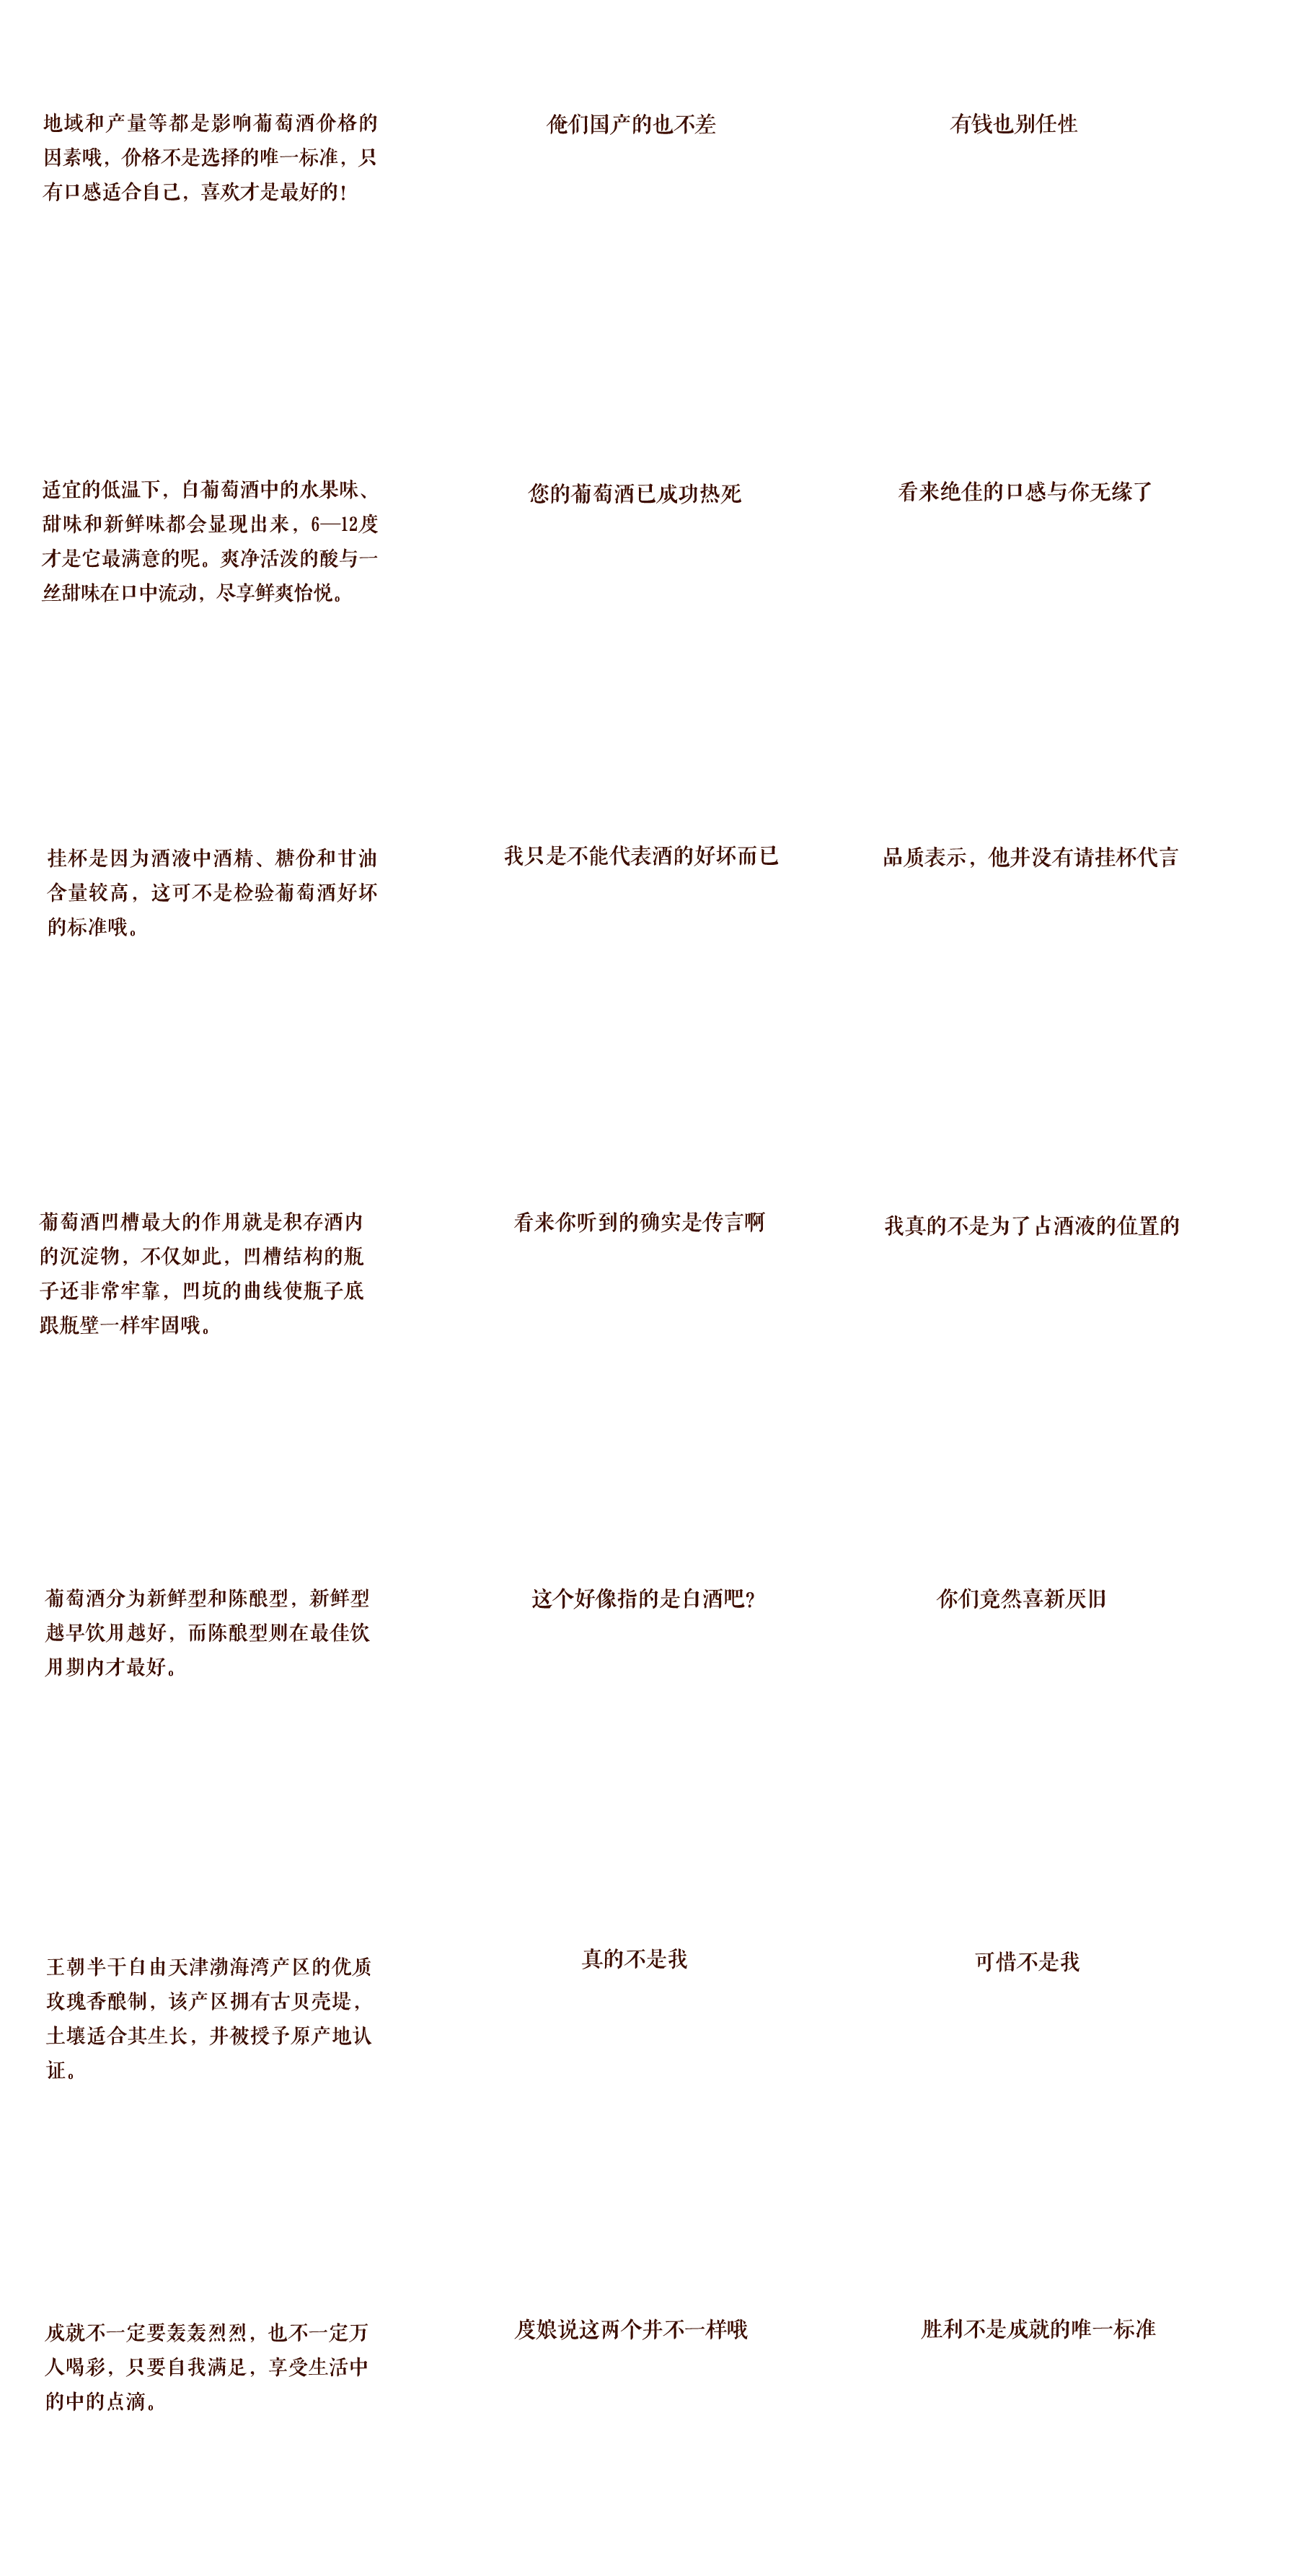 地域和产量等都是影响葡萄酒价格的
因素哦，价格不是选择的唯一标准，只
有口感适合自己，喜欢才是最好的！
俺们国产的也不差
有钱也别任性
适宜的低温下，白葡萄酒中的水果味、
甜味和新鲜味都会显现出来，6—12度
才是它最满意的呢。爽净活泼的酸与一
丝甜味在口中流动，尽享鲜爽怡悦。
您的葡萄酒已成功热死
看来绝佳的口感与你无缘了
挂杯是因为酒液中酒精、糖份和甘油
含量较高，这可不是检验葡萄酒好坏
的标准哦。
我只是不能代表酒的好坏而已
品质表示，他并没有请挂杯代言
葡萄酒凹槽最大的作用就是积存酒内
的沉淀物，不仅如此，凹槽结构的瓶
子还非常牢靠，凹坑的曲线使瓶子底
跟瓶壁一样牢固哦。
看来你听到的确实是传言啊
我真的不是为了占酒液的位置的
葡萄酒分为新鲜型和陈酿型，新鲜型
越早饮用越好，而陈酿型则在最佳饮
用期内才最好。
这个好像指的是白酒吧？
你们竟然喜新厌旧
王朝半干白由天津渤海湾产区的优质
玫瑰香酿制，该产区拥有古贝壳堤，
土壤适合其生长，并被授予原产地认
证。
真的不是我
可惜不是我
成就不一定要轰轰烈烈，也不一定万
人喝彩，只要自我满足，享受生活中
的中的点滴。
度娘说这两个并不一样哦
胜利不是成就的唯一标准